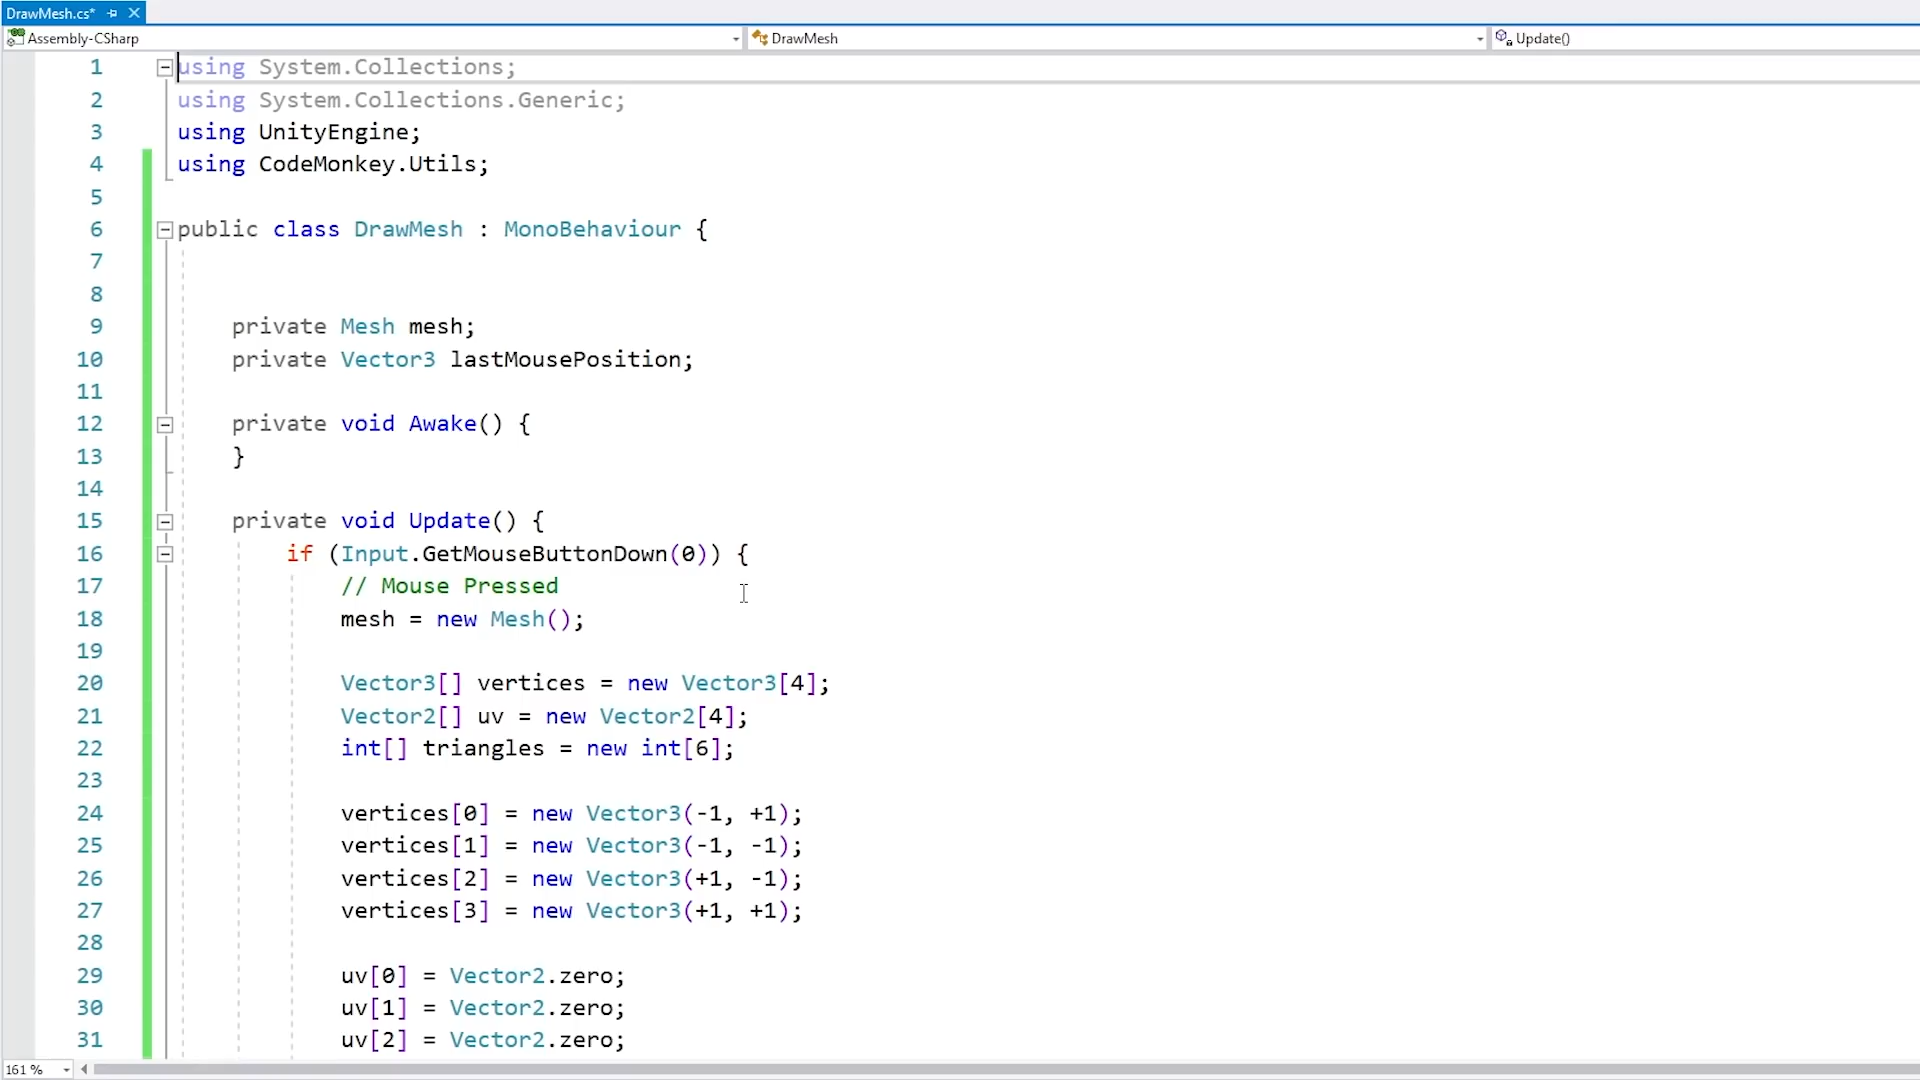 DrawMesh.cs*
Assembly-CSharp DrawMesh Update()
1 using System.Collections;
2 using System.Collections.Generic;
3 using UnityEngine;
4 using CodeMonkey.Utils;
5
6 public class DrawMesh : MonoBehaviour {
7
8
9 private Mesh mesh;
10 private Vector3 lastMousePosition;
11
12 private void Awake() {
13 }
14
15 private void Update() {
16 if (Input.GetMouseButtonDown(0)) {
17 // Mouse Pressed
18 mesh = new Mesh();
19
20 Vector3[] vertices = new Vector3[4];
21 Vector2[] uv = new Vector2[4];
22 int[] triangles = new int[6];
23
24 vertices[0] = new Vector3(-1, +1);
25 vertices[1] = new Vector3(-1, -1);
26 vertices[2] = new Vector3(+1, -1);
27 vertices[3] = new Vector3(+1, +1);
28
29 uv[0] = Vector2.zero;
30 uv[1] = Vector2.zero;
31 uv[2] = Vector2.zero;
161 %